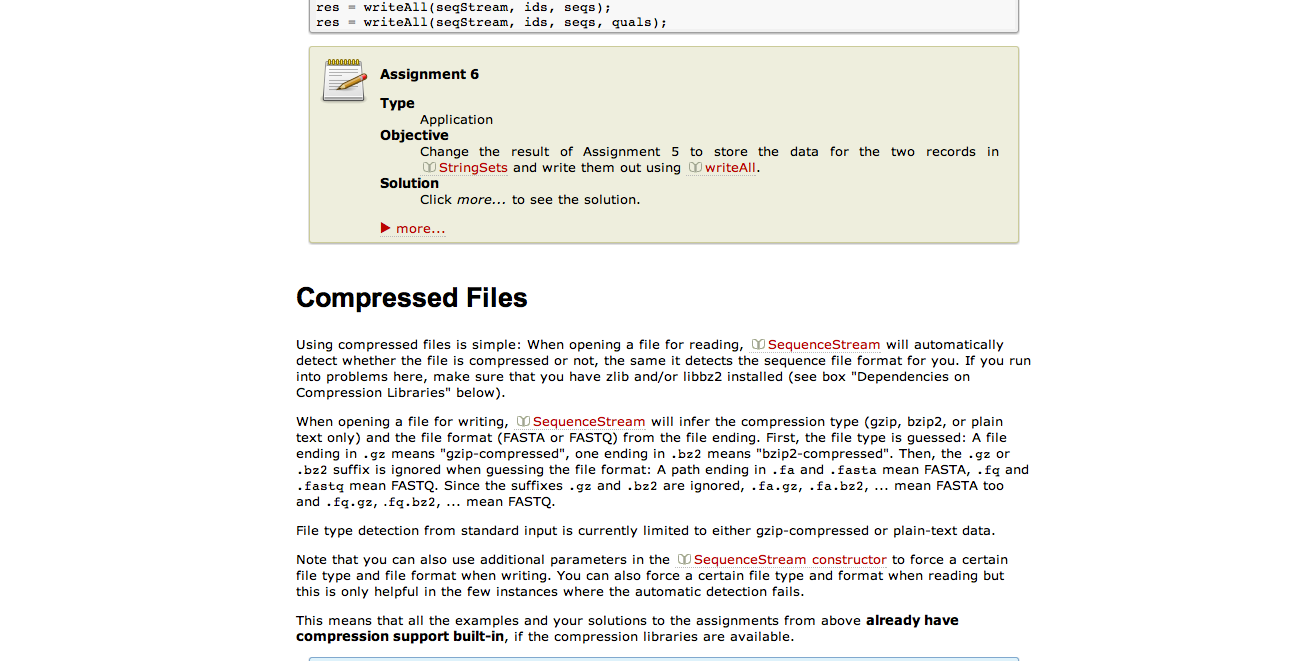 res = writeAll(seqStream, ids, seqs);
res = writeAll(seqStream, ids, seqs, quals);
Assignment 6
Type
Application
Objective
Change the result of Assignment 5 to store the data for the two records in
StringSets and write them out using writeAll.
Solution
Click more... to see the solution.
more...
Compressed Files
Using compressed files is simple: When opening a file for reading, SequenceStream will automatically
detect whether the file is compressed or not, the same it detects the sequence file format for you. If you run
into problems here, make sure that you have zlib and/or libbz2 installed (see box "Dependencies on
Compression Libraries" below).
When opening a file for writing, SequenceStream will infer the compression type (gzip, bzip2, or plain
text only) and the file format (FASTA or FASTQ) from the file ending. First, the file type is guessed: A file
ending in .gz means "gzip-compressed", one ending in .bz2 means "bzip2-compressed". Then, the .gz or
.bz2 suffix is ignored when guessing the file format: A path ending in .fa and .fasta mean FASTA, .fq and
.fastq mean FASTQ. Since the suffixes .gz and .bz2 are ignored, .fa.gz, .fa.bz2, ... mean FASTA too
and .fq.gz, .fq.bz2, ... mean FASTQ.
File type detection from standard input is currently limited to either gzip-compressed or plain-text data.
Note that you can also use additional parameters in the SequenceStream constructor to force a certain
file type and file format when writing. You can also force a certain file type and format when reading but
this is only helpful in the few instances where the automatic detection fails.
This means that all the examples and your solutions to the assignments from above already have
compression support built-in, if the compression libraries are available.